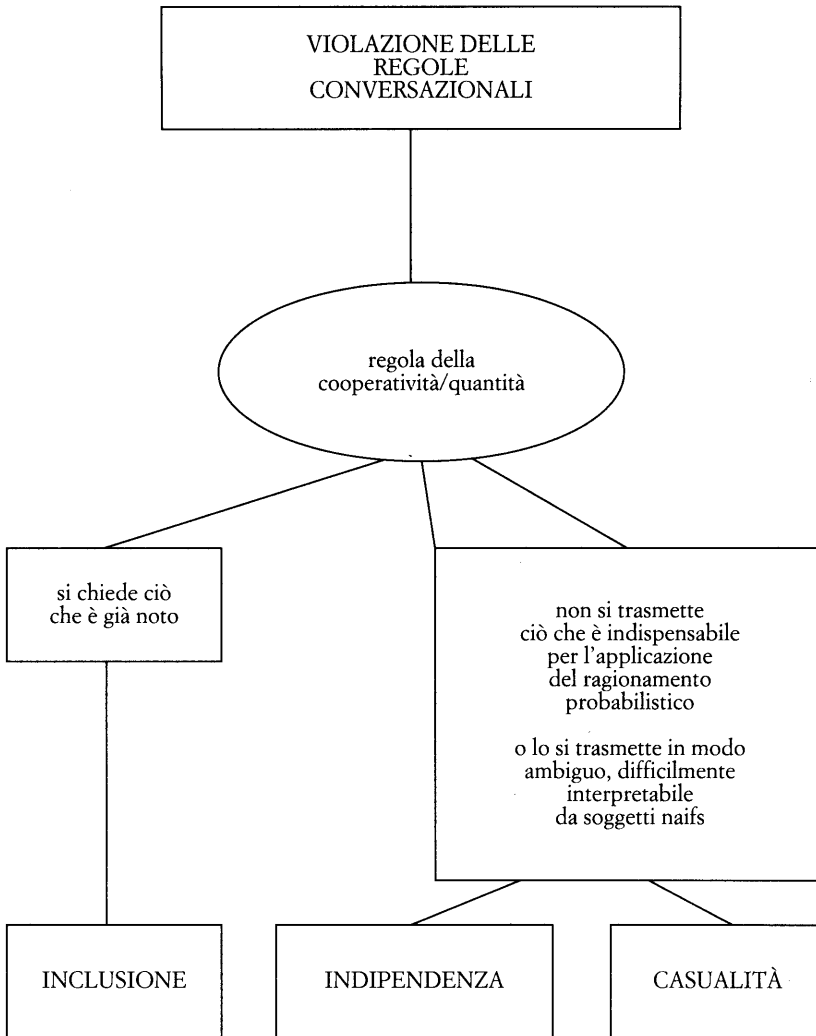 VIOLAZIONE DELLE
REGOLE
CONVERSAZIONALI
regola della
cooperatività/quantità
si chiede ciò
che è già noto
non si trasmette
ciò che è indispensabile
per l'applicazione
del ragionamento
probabilistico
o lo si trasmette in modo
ambiguo, difficilmente
interpretabile
da soggetti naifs
INCLUSIONE
INDIPENDENZA
CASUALITÀ